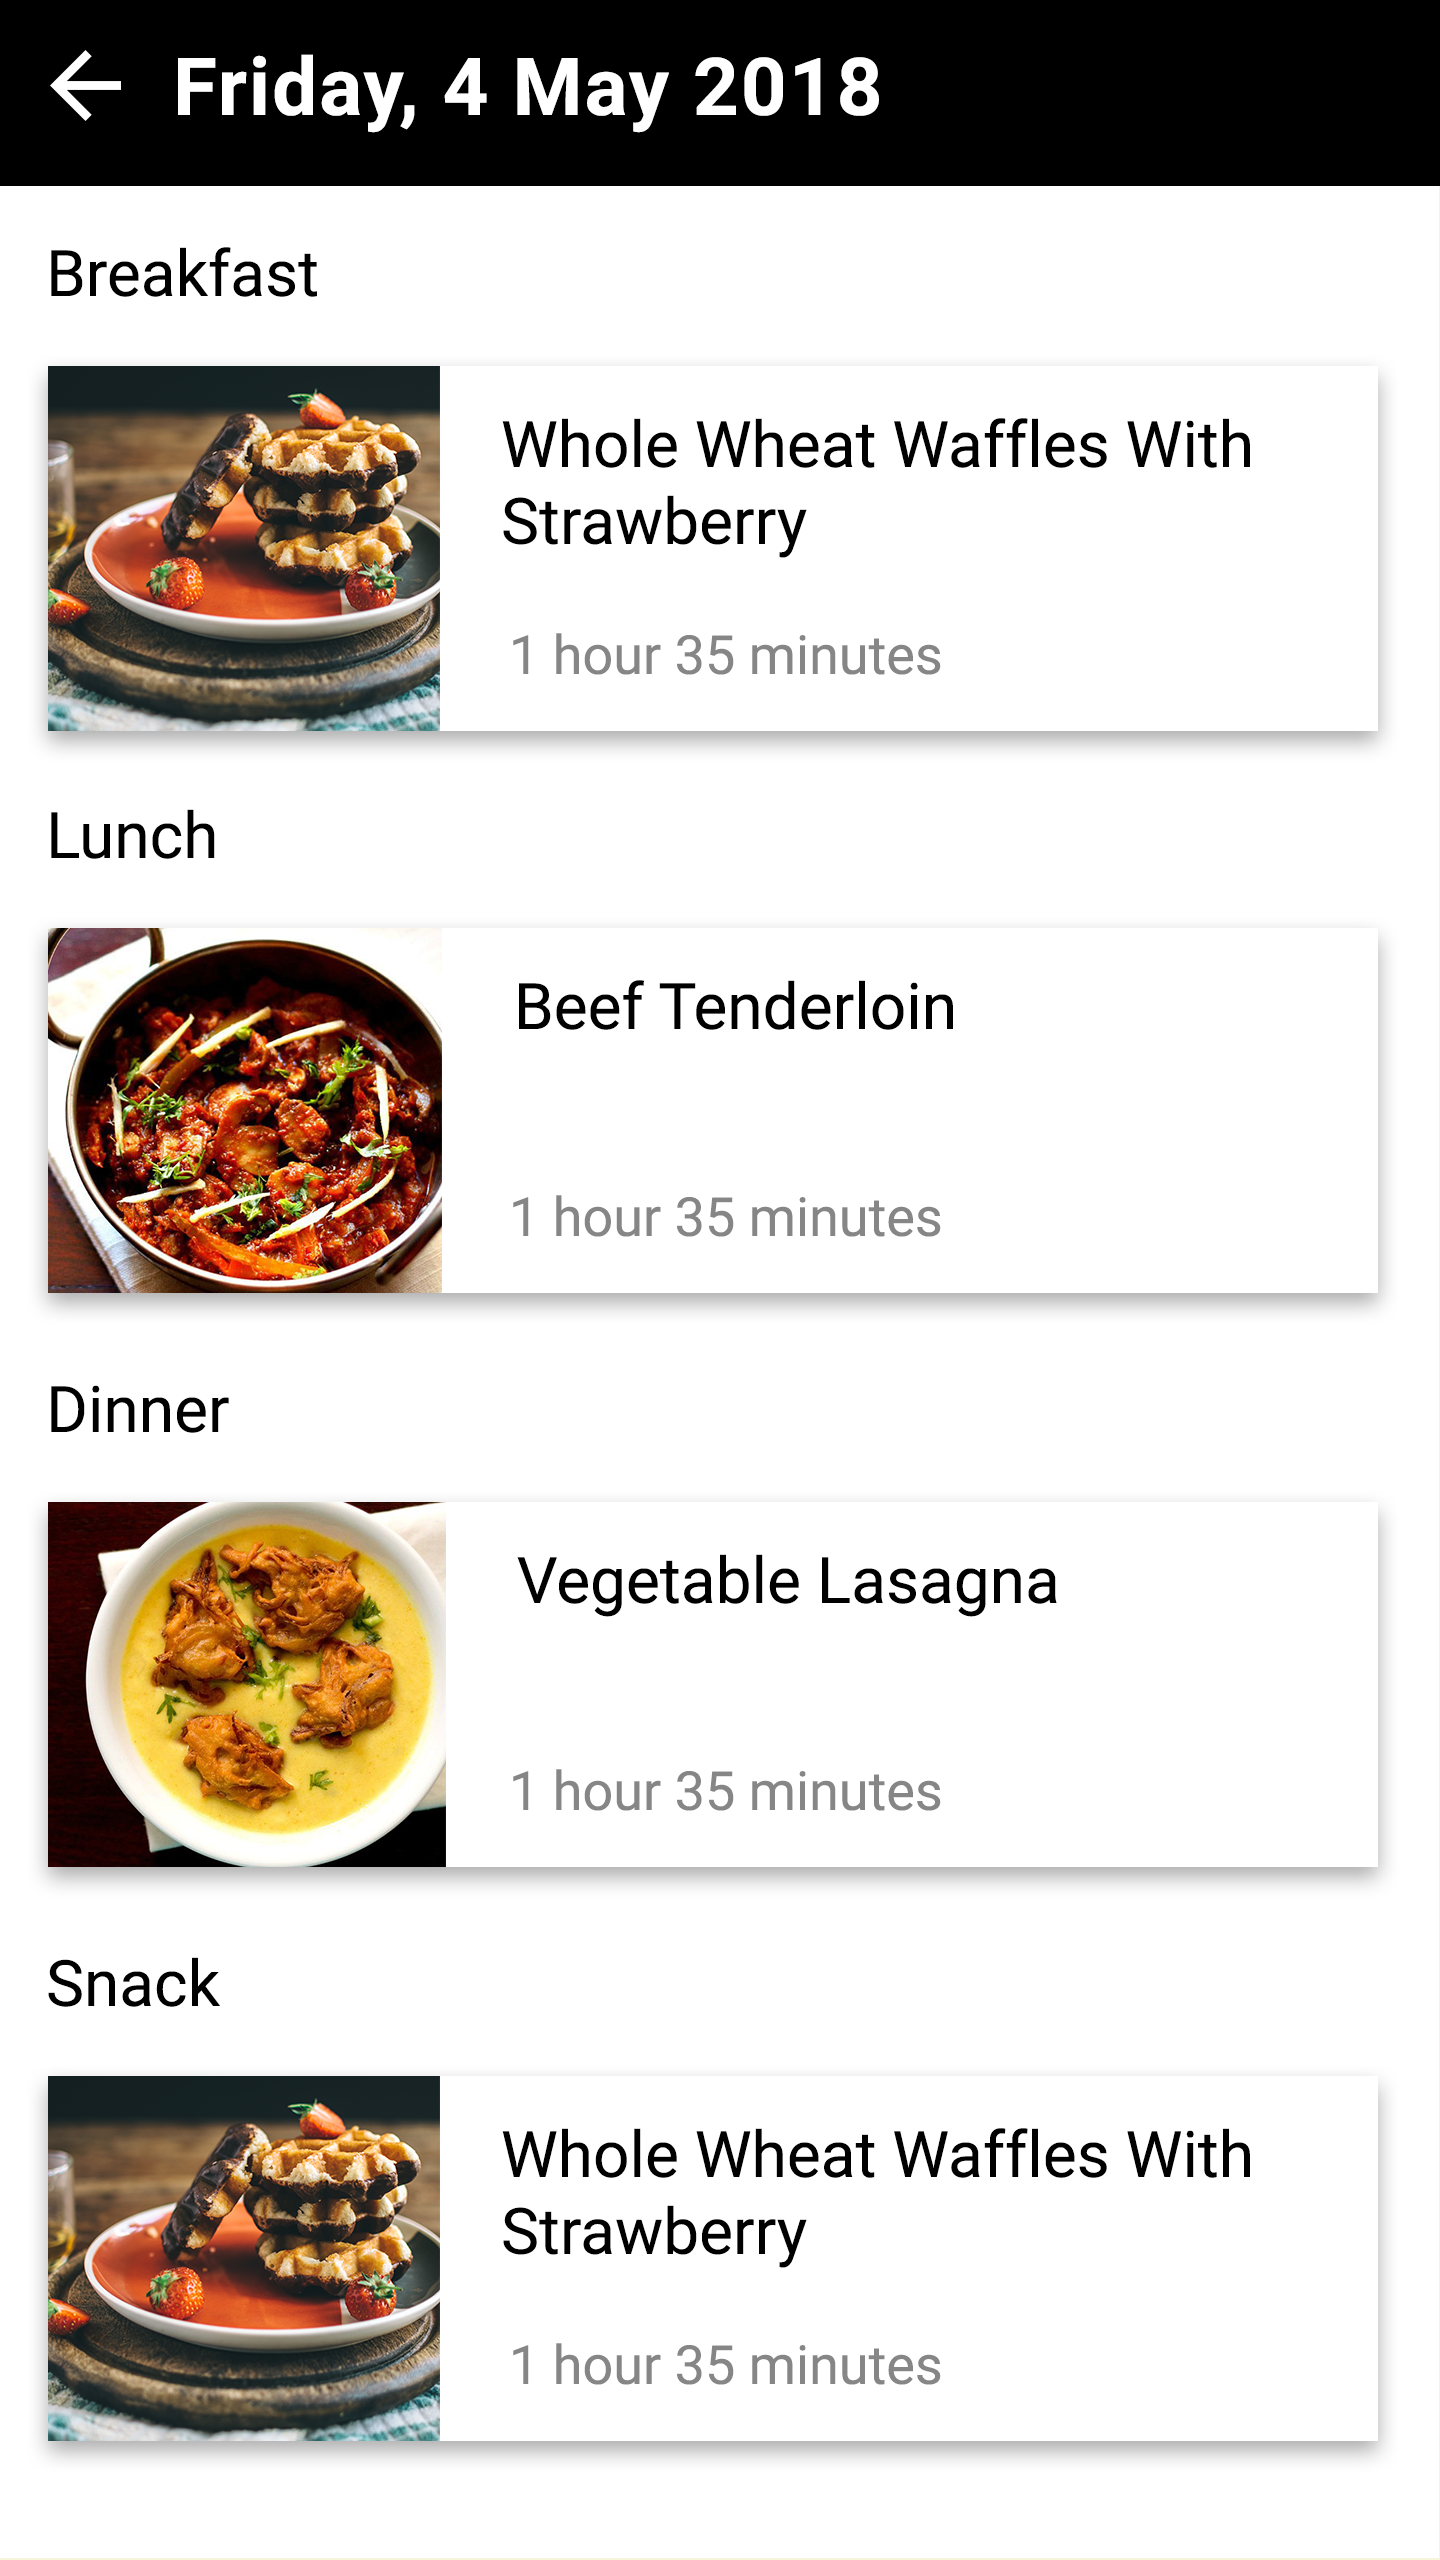 Friday, 4 May 2018
Breakfast
Whole Wheat Waffles With
Strawberry
1 hour 35 minutes
Lunch
Beef Tenderloin
1 hour 35 minutes
Dinner
Vegetable Lasagna
1 hour 35 minutes
Snack
Whole Wheat Waffles With
Strawberry
1 hour 35 minutes